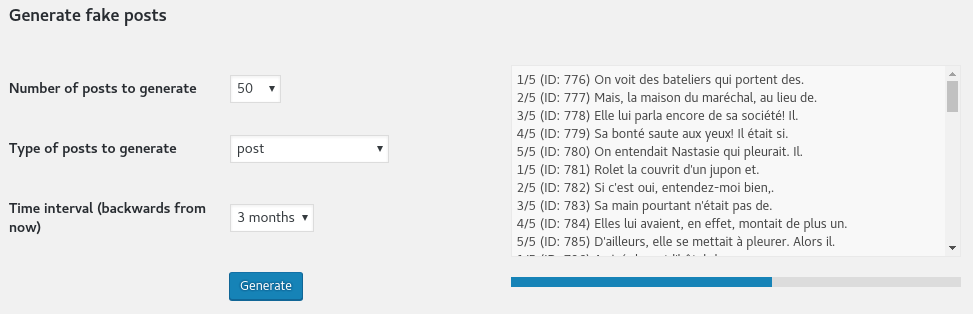 Generate fake posts
Number of posts to generate
50
Type of posts to generate
post
Time interval (backwards from
now)
3 months
Generate
1/5 (ID: 776) On voit des bateliers qui portent des.
2/5 (ID: 777) Mais, la maison du maréchal, au lieu de.
3/5 (ID: 778) Elle lui parla encore de sa société! Il.
4/5 (ID: 779) Sa bonté saute aux yeux! Il était si.
5/5 (ID: 780) On entendait Nastasie qui pleurait. Il.
1/5 (ID: 781) Rolet la couvrit d'un jupon et.
2/5 (ID: 782) Si c'est oui, entendez-moi bien,.
3/5 (ID: 783) Sa main pourtant n'était pas de.
4/5 (ID: 784) Elles lui avaient, en effet, montait de plus un.
5/5 (ID: 785) D'ailleurs, elle se mettait à pleurer. Alors il.